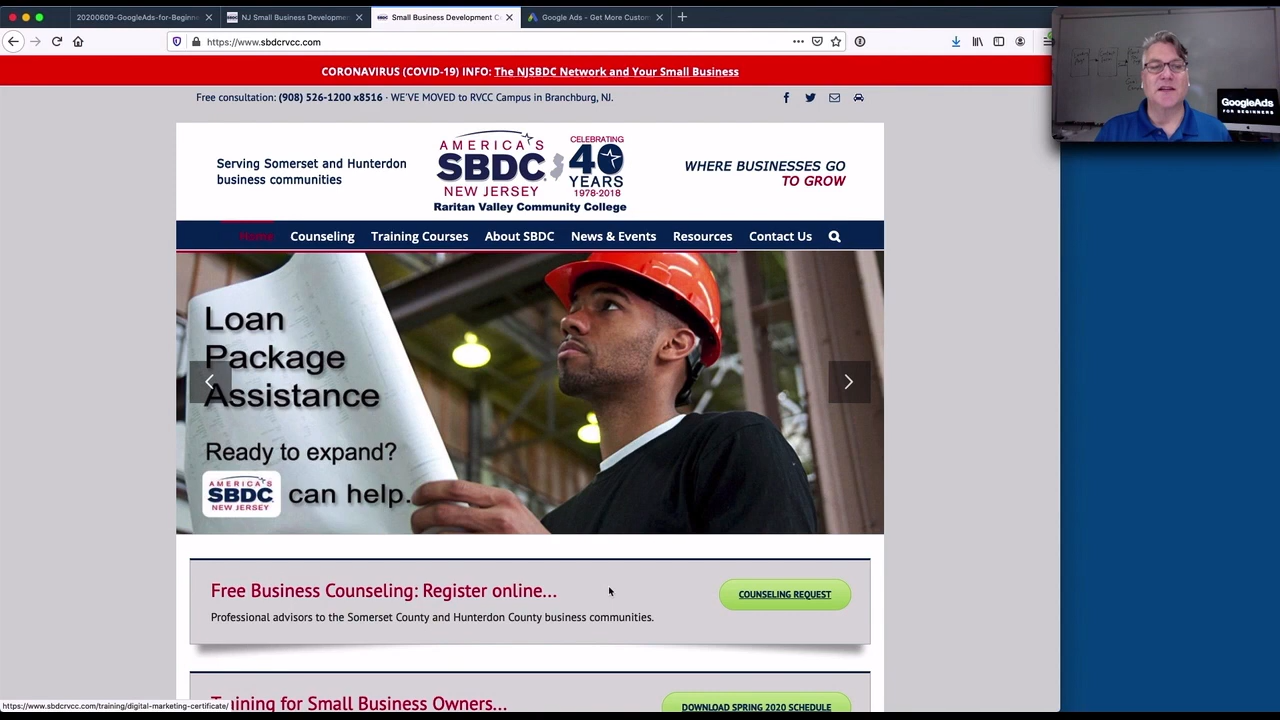 20200609-GoogleAds-for-Beginne
NJ Small Business Developmen
Small Business Development C
Google Ads - Get More Custom
https://www.sbdcrvcc.com
CORONAVIRUS (COVID-19) INFO: The NJSBDC Network and Your Small Business
Free consultation: (908) 526-1200 x8516 - WE'VE MOVED to RVCC Campus in Branchburg, NJ.
GoogleAds
FOR BEGINNERS
Serving Somerset and Hunterdon
business communities
AMERICA'S
SBDC
NEW JERSEY
CELEBRATING
40
YEARS
1978-2018
Raritan Valley Community College
WHERE BUSINESSES GO
TO GROW
Home Counseling Training Courses About SBDC News & Events Resources Contact Us
Loan
Package
Assistance
Ready to expand?
AMERICA'S
SBDC
NEW JERSEY
can help.
Free Business Counseling: Register online...
Professional advisors to the Somerset County and Hunterdon County business communities.
COUNSELING REQUEST
Training for Small Business Owners...
DOWNLOAD SPRING 2020 SCHEDULE
https://www.sbdcrvcc.com/training/digital-marketing-certificate/